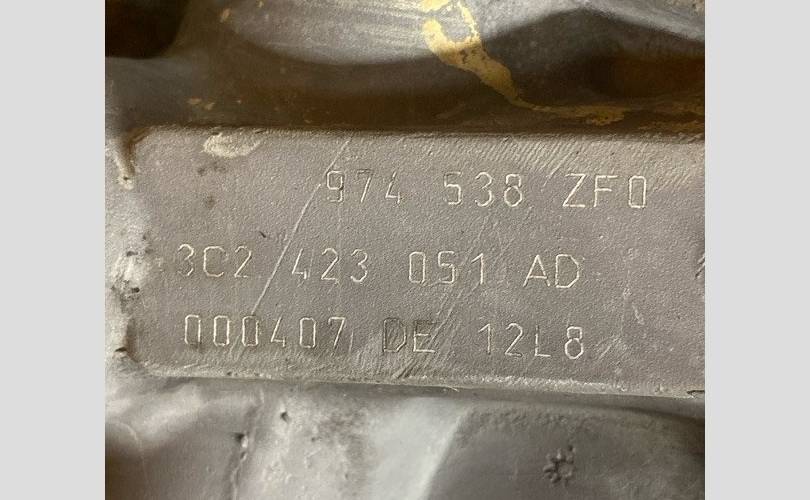 974 538 ZF0
3C2 423 051 AD
000407 DE 12L8